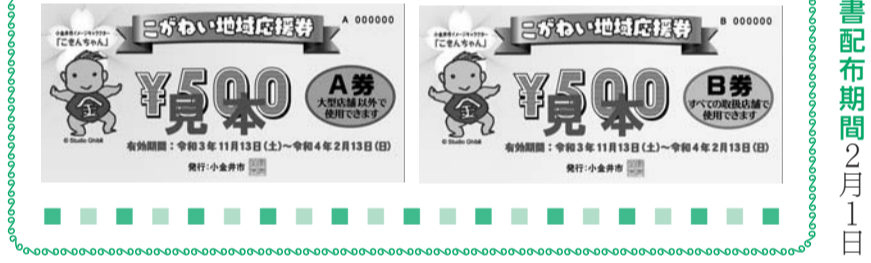 小金井市イメージキャラクター
「こきんちゃん」
こがねい地域応援券
A 000000
¥500
見本
A券
大型店舗以外で
使用できます
金
© Studio Ghibli
有効期間：令和3年11月13日(土)～令和4年2月13日(日)
発行：小金井市
小金井市イメージキャラクター
「こきんちゃん」
こがねい地域応援券
B 000000
¥500
見本
B券
すべての取扱店舗で
使用できます
金
© Studio Ghibli
有効期間：令和3年11月13日(土)～令和4年2月13日(日)
発行：小金井市
書配布期間2月1日